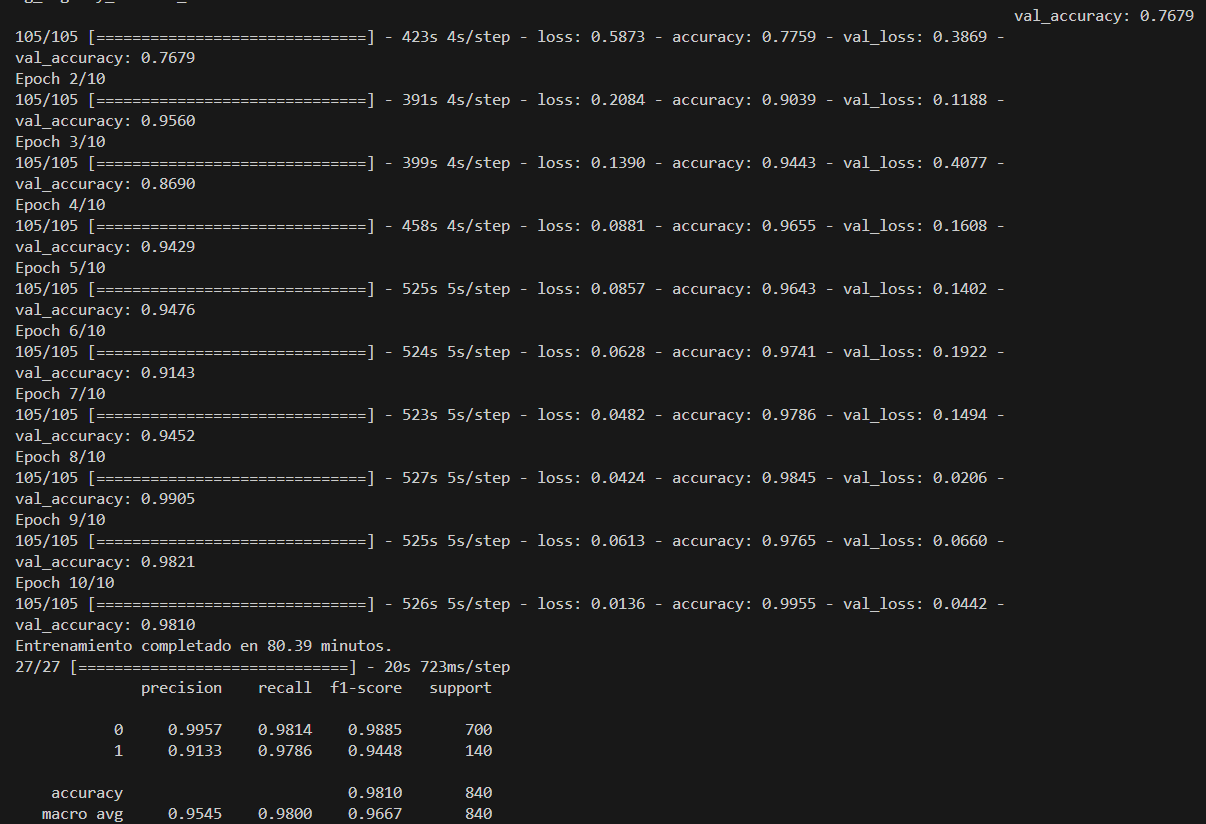 val_accuracy: 0.7679
105/105 [==============================] - 423s 4s/step - loss: 0.5873 - accuracy: 0.7759 - val_loss: 0.3869 -
val_accuracy: 0.7679
Epoch 2/10
105/105 [==============================] - 391s 4s/step - loss: 0.2084 - accuracy: 0.9039 - val_loss: 0.1188 -
val_accuracy: 0.9560
Epoch 3/10
105/105 [==============================] - 399s 4s/step - loss: 0.1390 - accuracy: 0.9443 - val_loss: 0.4077 -
val_accuracy: 0.8690
Epoch 4/10
105/105 [==============================] - 458s 4s/step - loss: 0.0881 - accuracy: 0.9655 - val_loss: 0.1608 -
val_accuracy: 0.9429
Epoch 5/10
105/105 [==============================] - 525s 5s/step - loss: 0.0857 - accuracy: 0.9643 - val_loss: 0.1402 -
val_accuracy: 0.9476
Epoch 6/10
105/105 [==============================] - 524s 5s/step - loss: 0.0628 - accuracy: 0.9741 - val_loss: 0.1922 -
val_accuracy: 0.9143
Epoch 7/10
105/105 [==============================] - 523s 5s/step - loss: 0.0482 - accuracy: 0.9786 - val_loss: 0.1494 -
val_accuracy: 0.9452
Epoch 8/10
105/105 [==============================] - 527s 5s/step - loss: 0.0424 - accuracy: 0.9845 - val_loss: 0.0206 -
val_accuracy: 0.9905
Epoch 9/10
105/105 [==============================] - 525s 5s/step - loss: 0.0613 - accuracy: 0.9765 - val_loss: 0.0660 -
val_accuracy: 0.9821
Epoch 10/10
105/105 [==============================] - 526s 5s/step - loss: 0.0136 - accuracy: 0.9955 - val_loss: 0.0442 -
val_accuracy: 0.9810
Entrenamiento completado en 80.39 minutos.
27/27 [==============================] - 20s 723ms/step
precision recall f1-score support
0 0.9957 0.9814 0.9885 700
1 0.9133 0.9786 0.9448 140
accuracy 0.9810 840
macro avg 0.9545 0.9800 0.9667 840